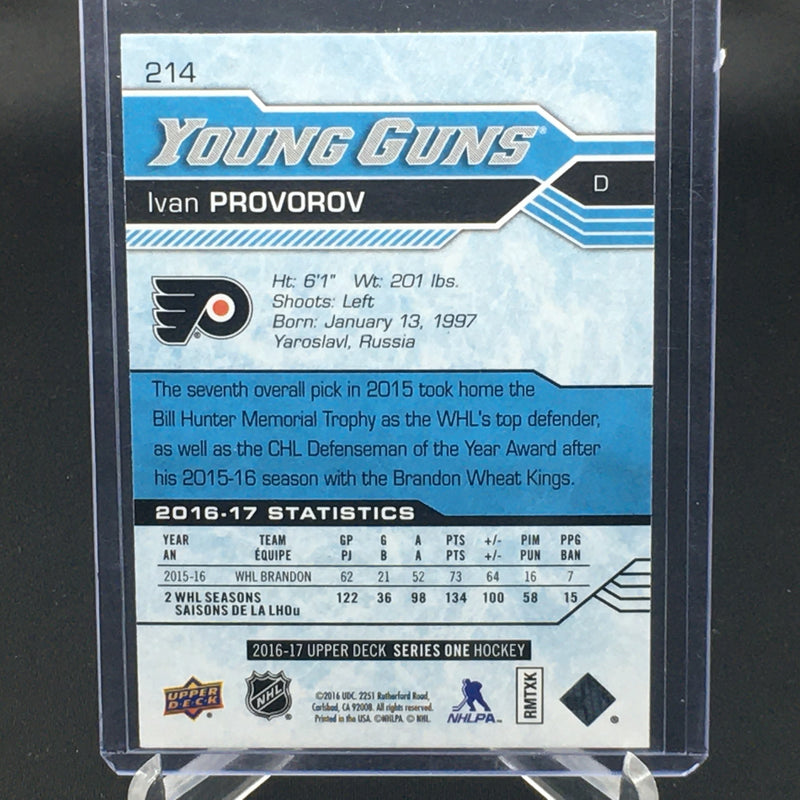 214
YOUNG GUNS®
Ivan PROVOROV
D
Ht: 6'1" Wt: 201 lbs.
Shoots: Left
Born: January 13, 1997
Yaroslavl, Russia
The seventh overall pick in 2015 took home the
Bill Hunter Memorial Trophy as the WHL's top defender,
as well as the CHL Defenseman of the Year Award after
his 2015-16 season with the Brandon Wheat Kings.
2016-17 STATISTICS
YEAR TEAM GP G A PTS +/- PIM PPG
AN ÉQUIPE PJ B A PTS +/- PUN BAN
2015-16 WHL BRANDON 62 21 52 73 64 16 7
2 WHL SEASONS 122 36 98 134 100 58 15
SAISONS DE LA LHOu
2016-17 UPPER DECK SERIES ONE HOCKEY
UPPER DECK
NHL
©2016 UDC. 2251 Rutherford Road,
Carlsbad, CA 92008. All rights reserved.
Printed in the USA. ©NHLPA. © NHL.
NHLPA™
RMTXK
®